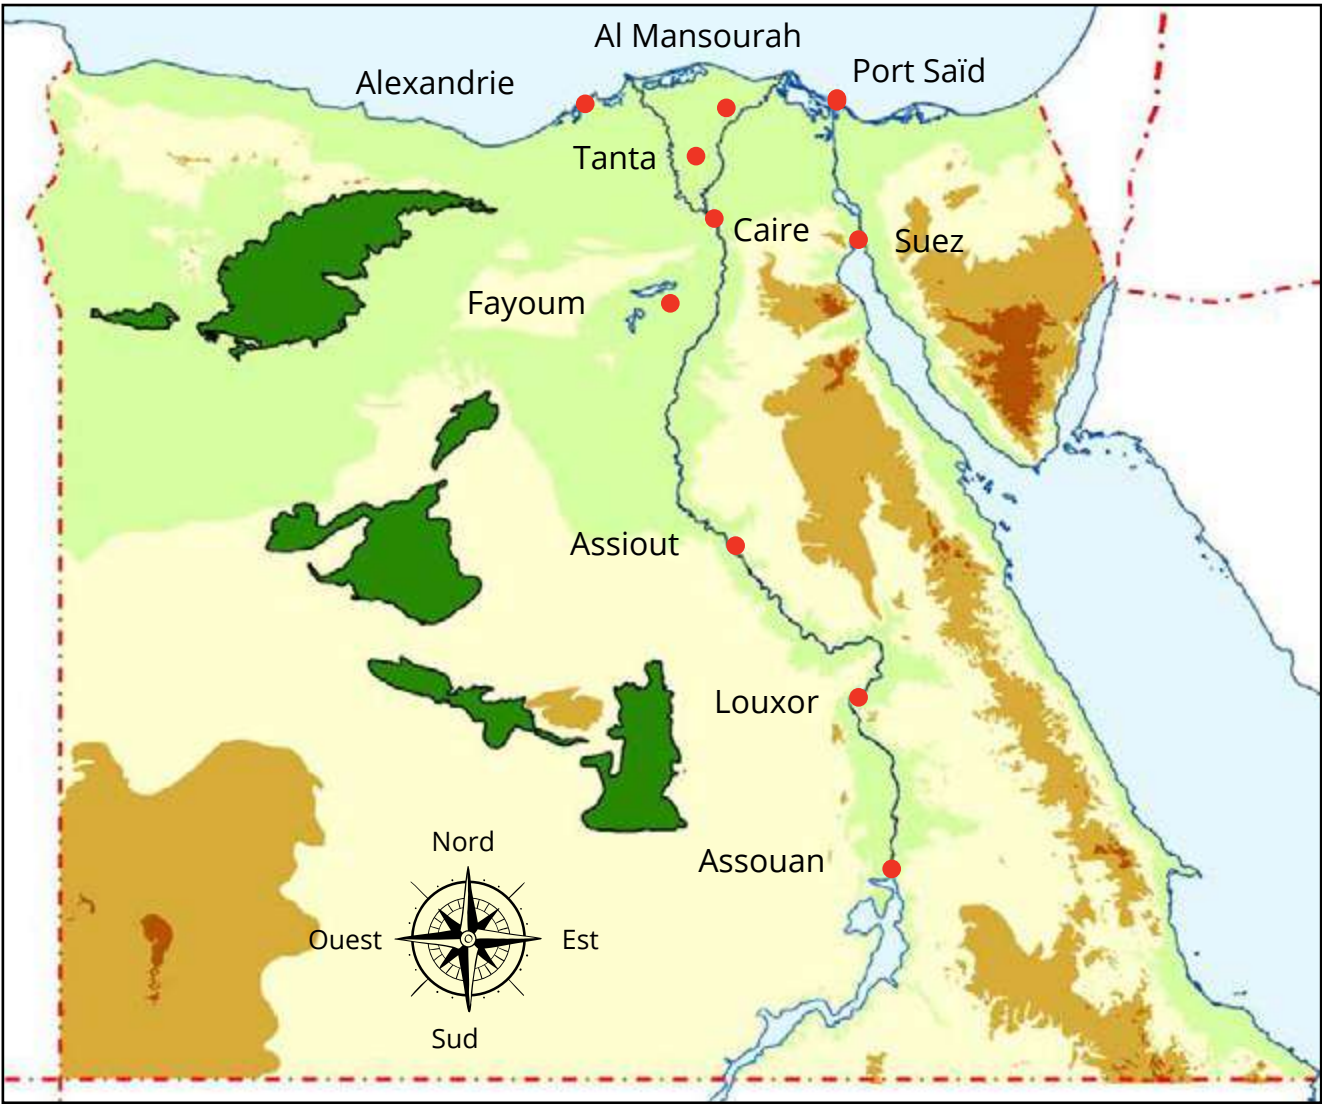 Al Mansourah
Alexandrie
Port Saïd
Tanta
Caire
Suez
Fayoum
Assiout
Louxor
Assouan
Nord
Ouest
Est
Sud